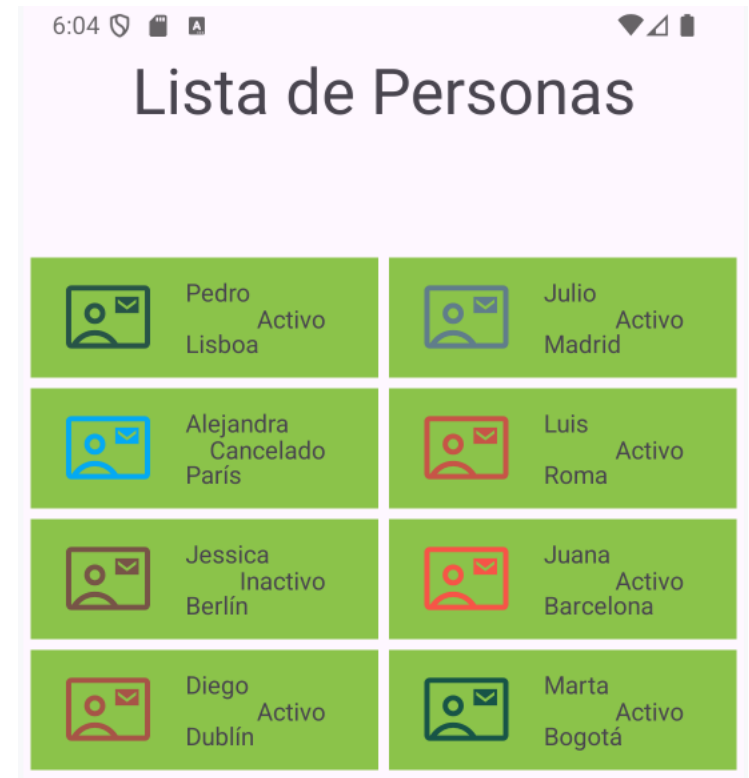 6:04
Lista de Personas
Pedro
Activo
Lisboa
Julio
Activo
Madrid
Alejandra
Cancelado
París
Luis
Activo
Roma
Jessica
Inactivo
Berlín
Juana
Activo
Barcelona
Diego
Activo
Dublín
Marta
Activo
Bogotá